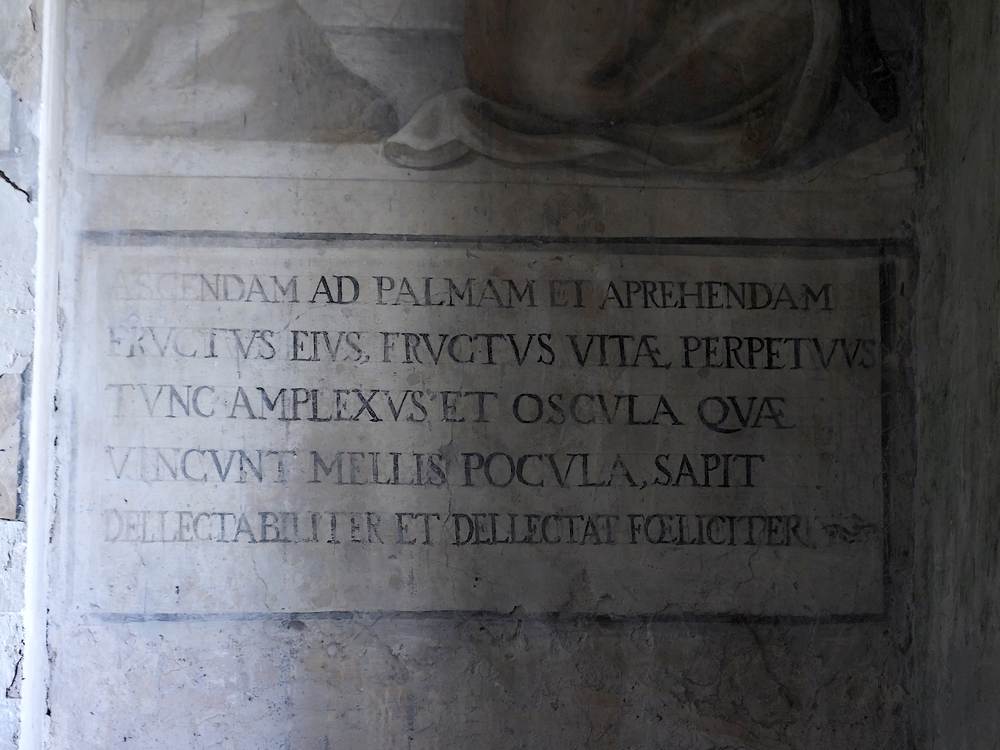 ASCENDAM AD PALMAM ET APREHENDAM
FRVCTVS EIVS, FRVCTVS VITÆ PERPETVVS
TVNC AMPLEXVS ET OSCVLA QVÆ
VINCVNT MELLIS POCVLA, SAPIT
DELLECTABILITER ET DELLECTAT FŒLICITER.